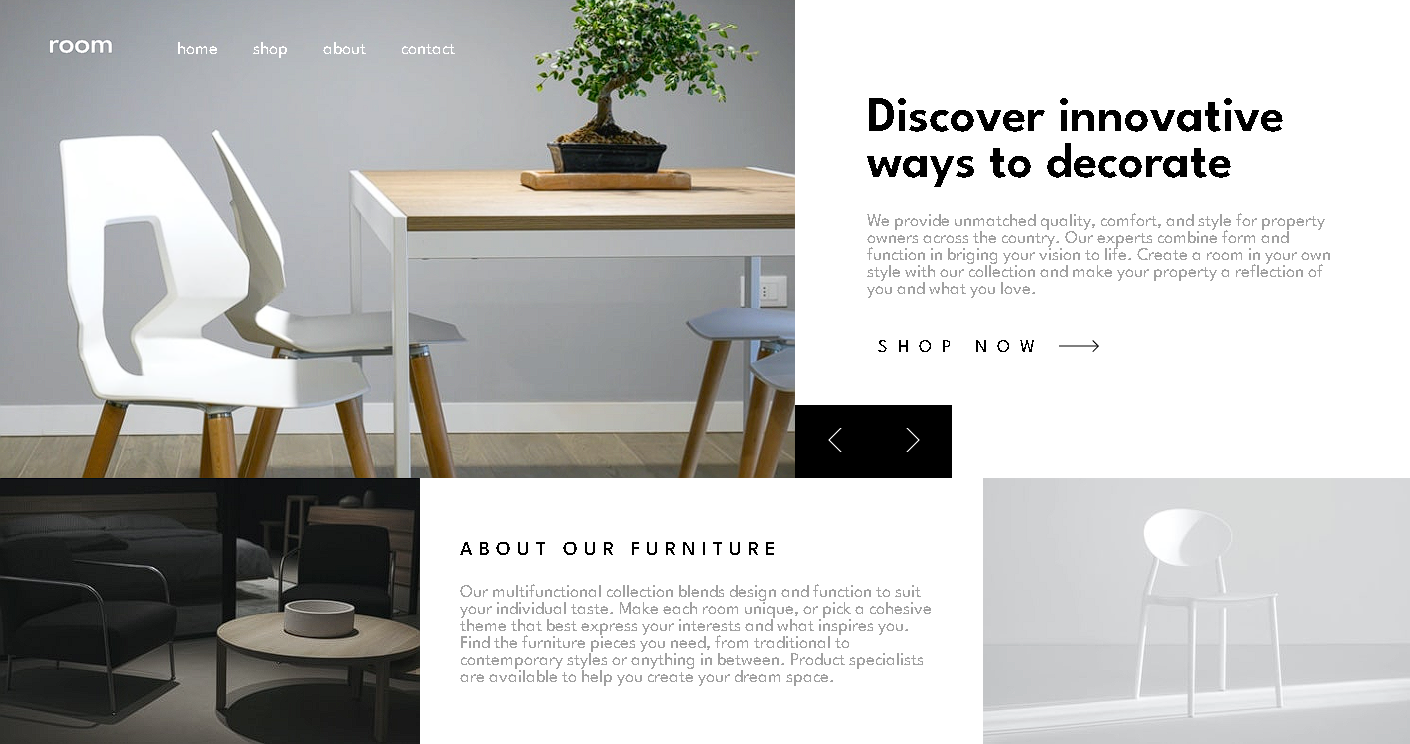 room
home shop about contact
Discover innovative
ways to decorate
We provide unmatched quality, comfort, and style for property
owners across the country. Our experts combine form and
function in briging your vision to life. Create a room in your own
style with our collection and make your property a reflection of
you and what you love.
SHOP NOW
ABOUT OUR FURNITURE
Our multifunctional collection blends design and function to suit
your individual taste. Make each room unique, or pick a cohesive
theme that best express your interests and what inspires you.
Find the furniture pieces you need, from traditional to
contemporary styles or anything in between. Product specialists
are available to help you create your dream space.